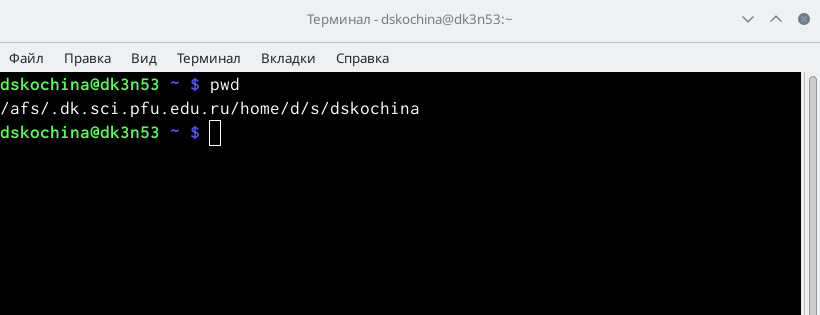 Терминал - dskochina@dk3n53:~
Файл Правка Вид Терминал Вкладки Справка
dskochina@dk3n53 ~ $ pwd
/afs/.dk.sci.pfu.edu.ru/home/d/s/dskochina
dskochina@dk3n53 ~ $